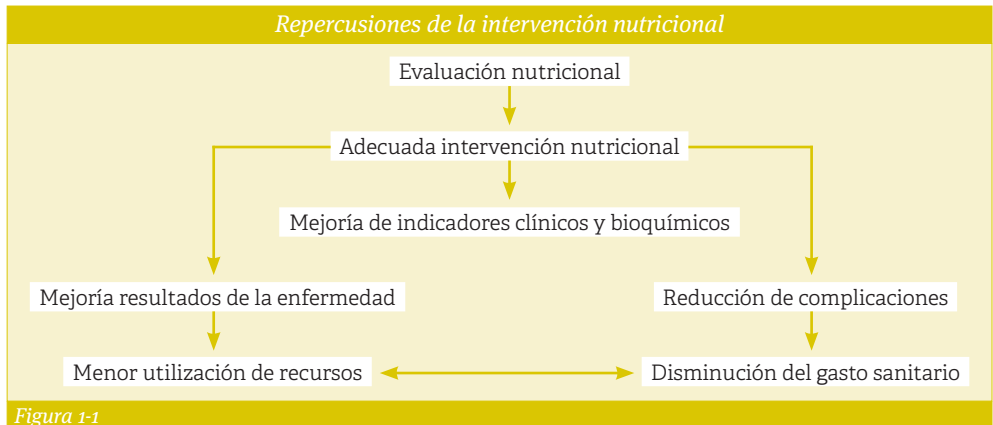 Repercusiones de la intervención nutricional
Evaluación nutricional
Adecuada intervención nutricional
Mejoría de indicadores clínicos y bioquímicos
Mejoría resultados de la enfermedad
Reducción de complicaciones
Menor utilización de recursos
Disminución del gasto sanitario
Figura 1-1